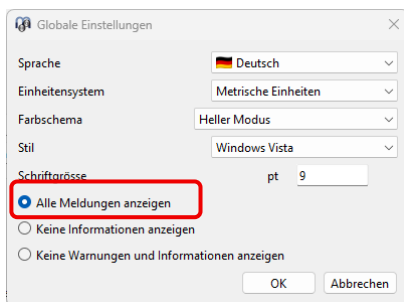 Globale Einstellungen
Sprache Deutsch
Einheitensystem Metrische Einheiten
Farbschema Heller Modus
Stil Windows Vista
Schriftgrösse pt 9
Alle Meldungen anzeigen
Keine Informationen anzeigen
Keine Warnungen und Informationen anzeigen
OK Abbrechen